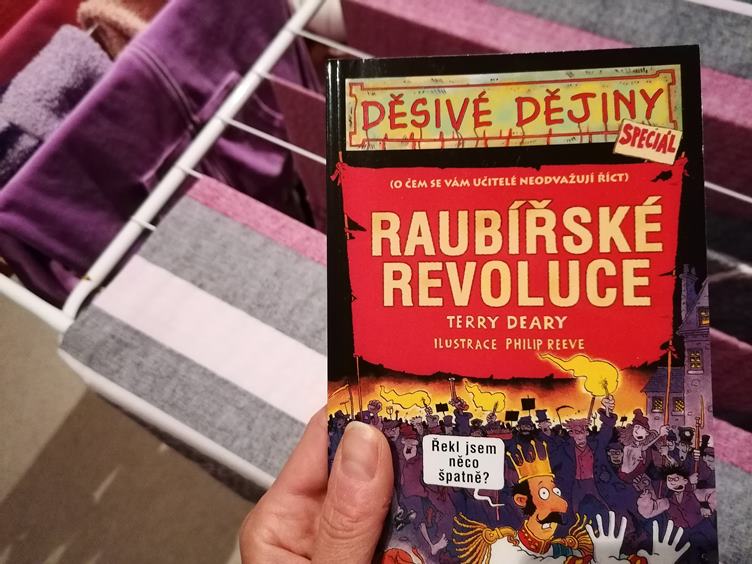 DĚSIVÉ DĚJINY
SPECIÁL
(O ČEM SE VÁM UČITELÉ NEODVAŽUJÍ ŘÍCT)
RAUBÍŘSKÉ
REVOLUCE
TERRY DEARY
ILUSTRACE PHILIP REEVE
Řekl jsem
něco
špatně?